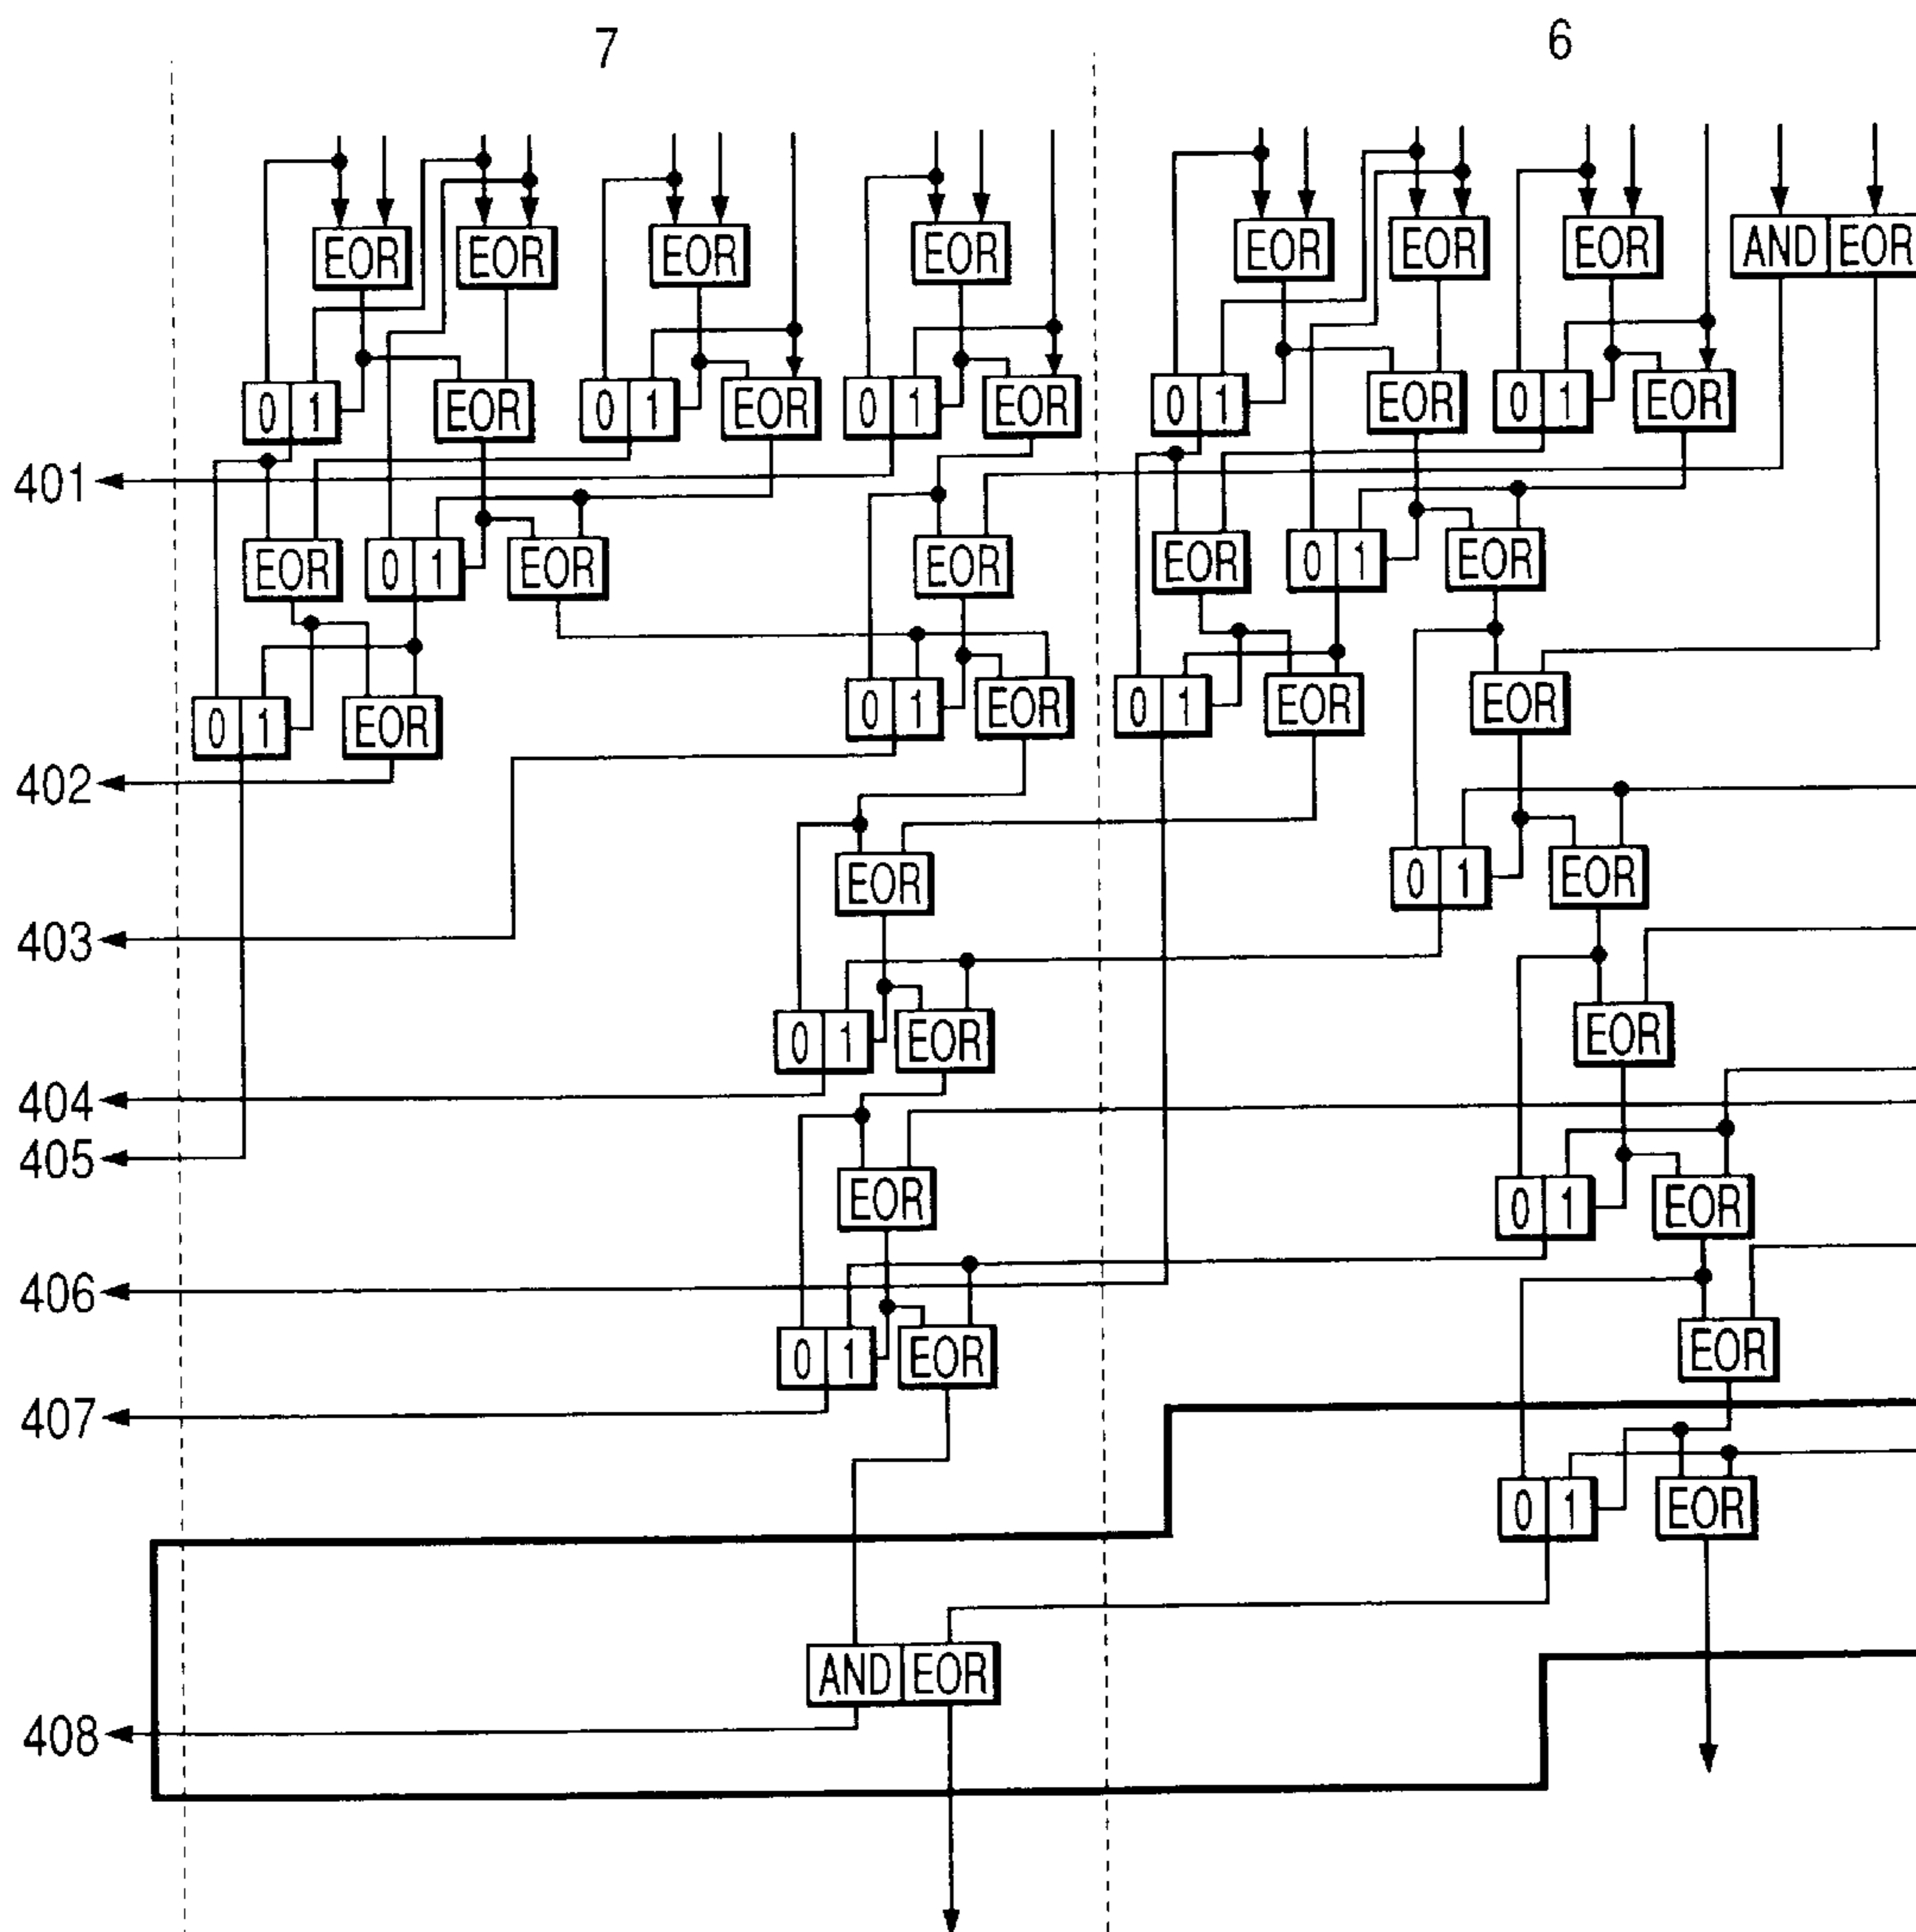 7 6
EOR EOR EOR EOR EOR EOR EOR AND EOR
0 1 EOR 0 1 EOR 0 1 EOR 0 1 EOR 0 1 EOR
401
EOR 0 1 EOR EOR EOR 0 1 EOR
0 1 EOR 0 1 EOR 0 1 EOR EOR
402
EOR 0 1 EOR
403
0 1 EOR EOR
404
405
EOR 0 1 EOR
406
0 1 EOR EOR
407
0 1 EOR
AND EOR
408